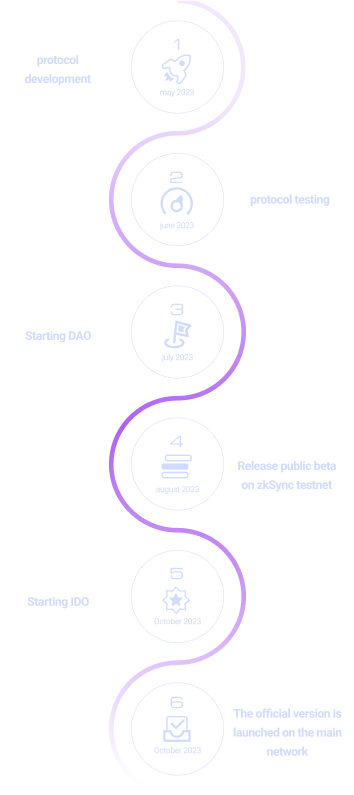 1
protocol
development
may 2023
2
june 2023
protocol testing
3
Starting DAO
july 2023
4
Release public beta
on zkSync testnet
august 2023
5
Starting IDO
October 2023
6
The official version is
launched on the main
network
October 2023